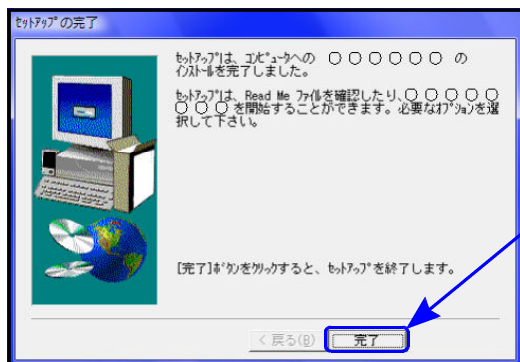 ｾｯﾄｱｯﾌﾟの完了
ｾｯﾄｱｯﾌﾟは、ｺﾝﾋﾟｭｰﾀへの 〇〇〇〇〇〇 の
ｲﾝｽﾄｰﾙを完了しました。
ｾｯﾄｱｯﾌﾟは、Read Me ﾌｧｲﾙを確認したり、〇〇〇〇〇
〇〇〇を開始することができます。必要なｵﾌﾟｼｮﾝを選
択して下さい。
[完了]ﾎﾞﾀﾝをｸﾘｯｸすると、ｾｯﾄｱｯﾌﾟを終了します。
< 戻る(B)
完了